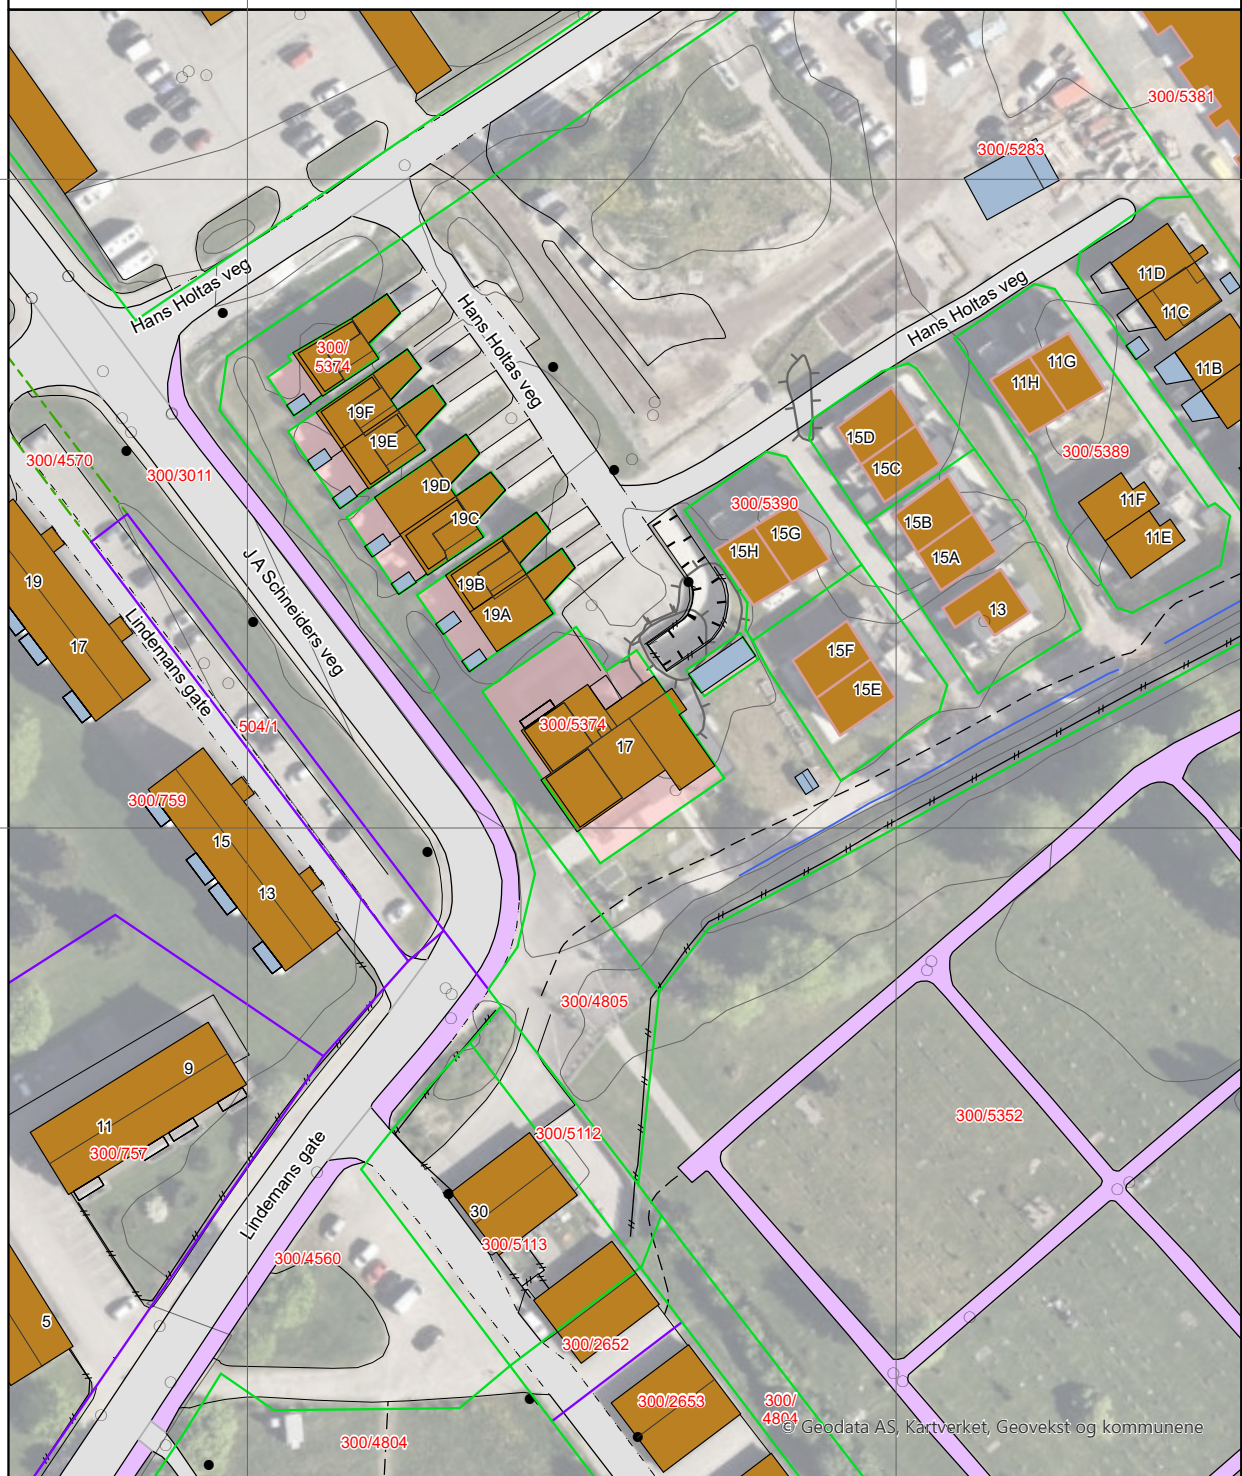 300/5381
300/5283
Hans Holtas veg
11D
11C
Hans Holtas veg
Hans Holtas veg
300/
5374
11G
11H
11B
19F
19E
15D
15C
300/5389
300/4570
300/3011
19D
19C
11F
11E
300/5390
15G
15H
15B
15A
J A Schneiders veg
19
19B
19A
13
17
Lindemans gate
15F
15E
504/1
300/5374
17
300/759
15
13
300/4805
9
11
300/757
300/5352
300/5112
Lindemans gate
30
300/5113
300/4560
5
300/2652
300/2653
300/
4804
300/4804
© Geodata AS, Kartverket, Geovekst og kommunene